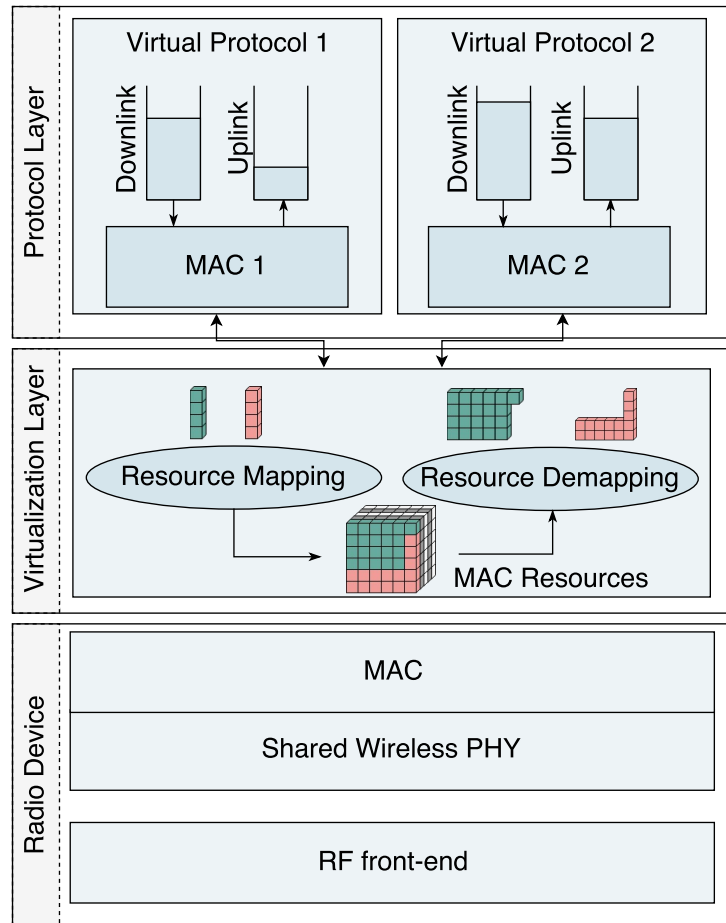 Protocol Layer
Virtual Protocol 1
Downlink
Uplink
MAC 1
Virtual Protocol 2
Downlink
Uplink
MAC 2
Virtualization Layer
Resource Mapping
Resource Demapping
MAC Resources
Radio Device
MAC
Shared Wireless PHY
RF front-end